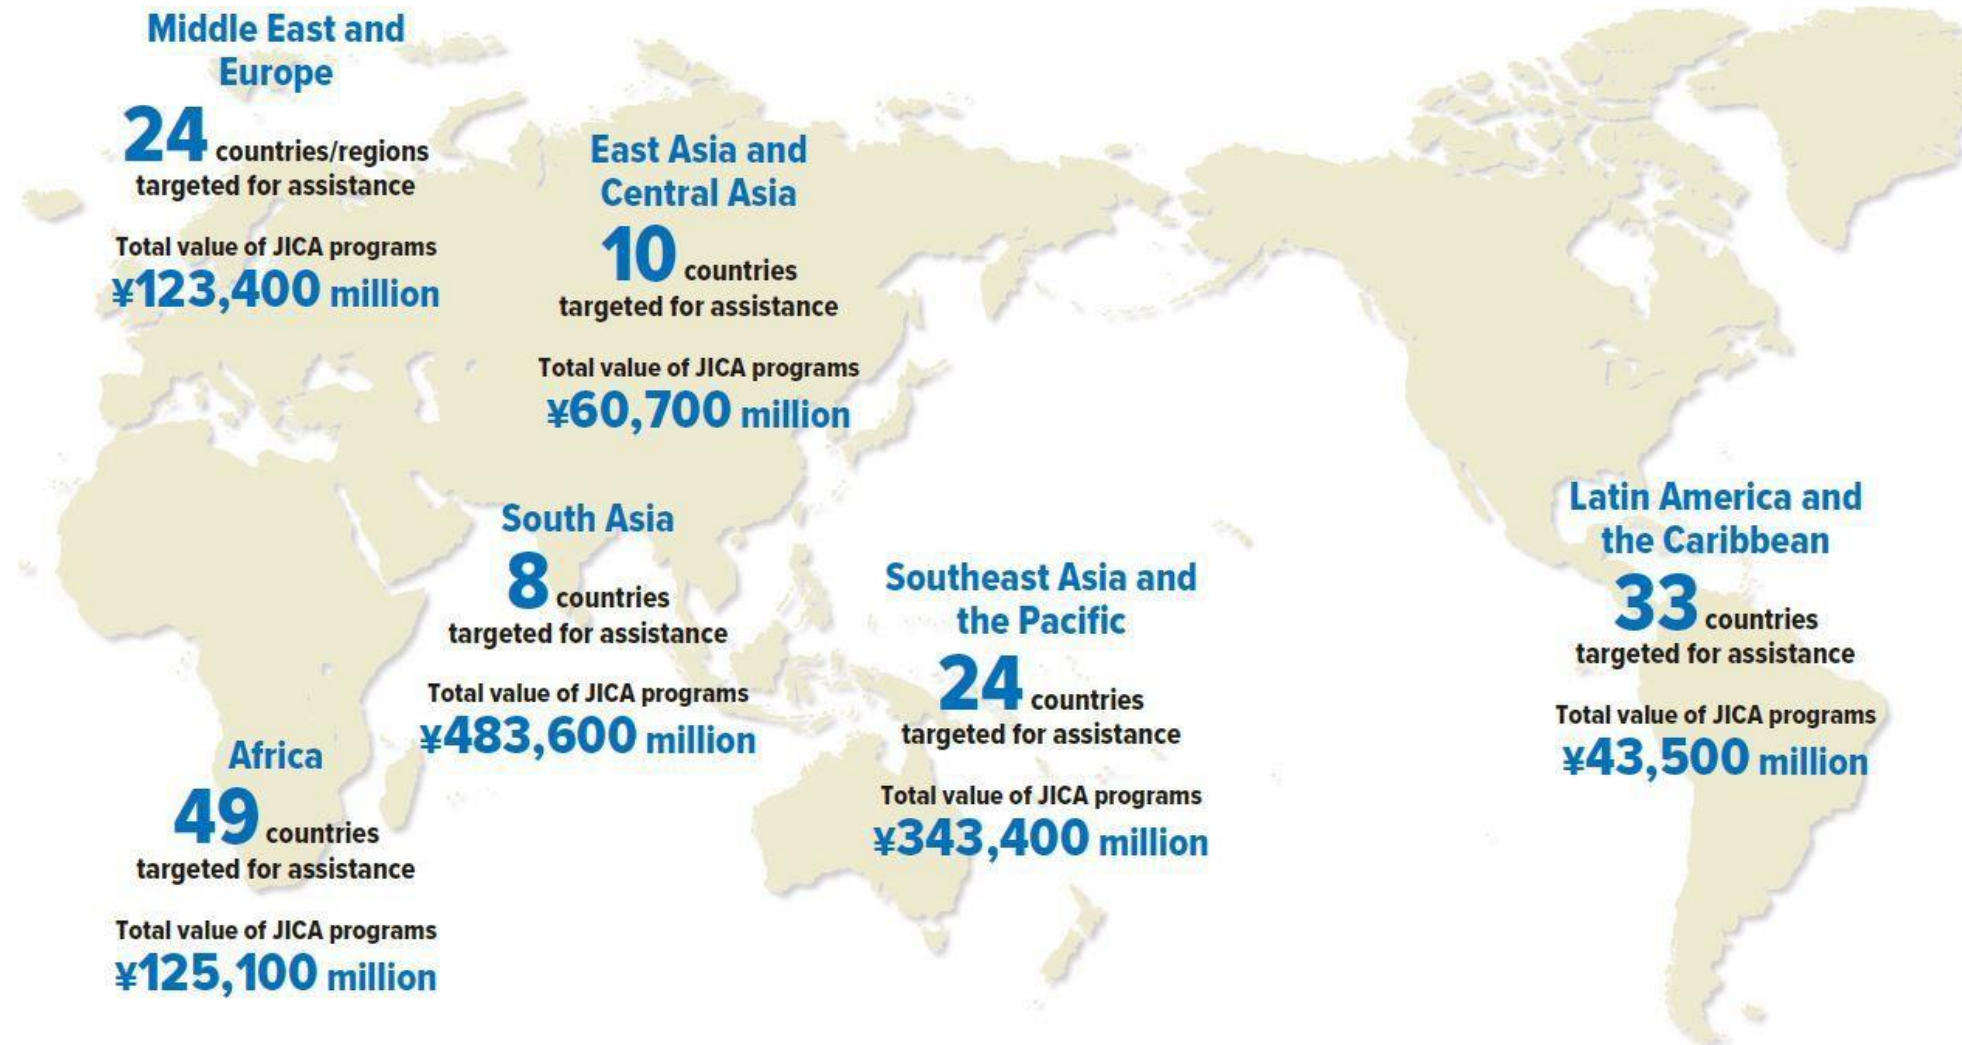 Middle East and
Europe
24 countries/regions
targeted for assistance
Total value of JICA programs
¥123,400 million
East Asia and
Central Asia
10 countries
targeted for assistance
Total value of JICA programs
¥60,700 million
South Asia
8 countries
targeted for assistance
Total value of JICA programs
¥483,600 million
Southeast Asia and
the Pacific
24 countries
targeted for assistance
Total value of JICA programs
¥343,400 million
Latin America and
the Caribbean
33 countries
targeted for assistance
Total value of JICA programs
¥43,500 million
Africa
49 countries
targeted for assistance
Total value of JICA programs
¥125,100 million